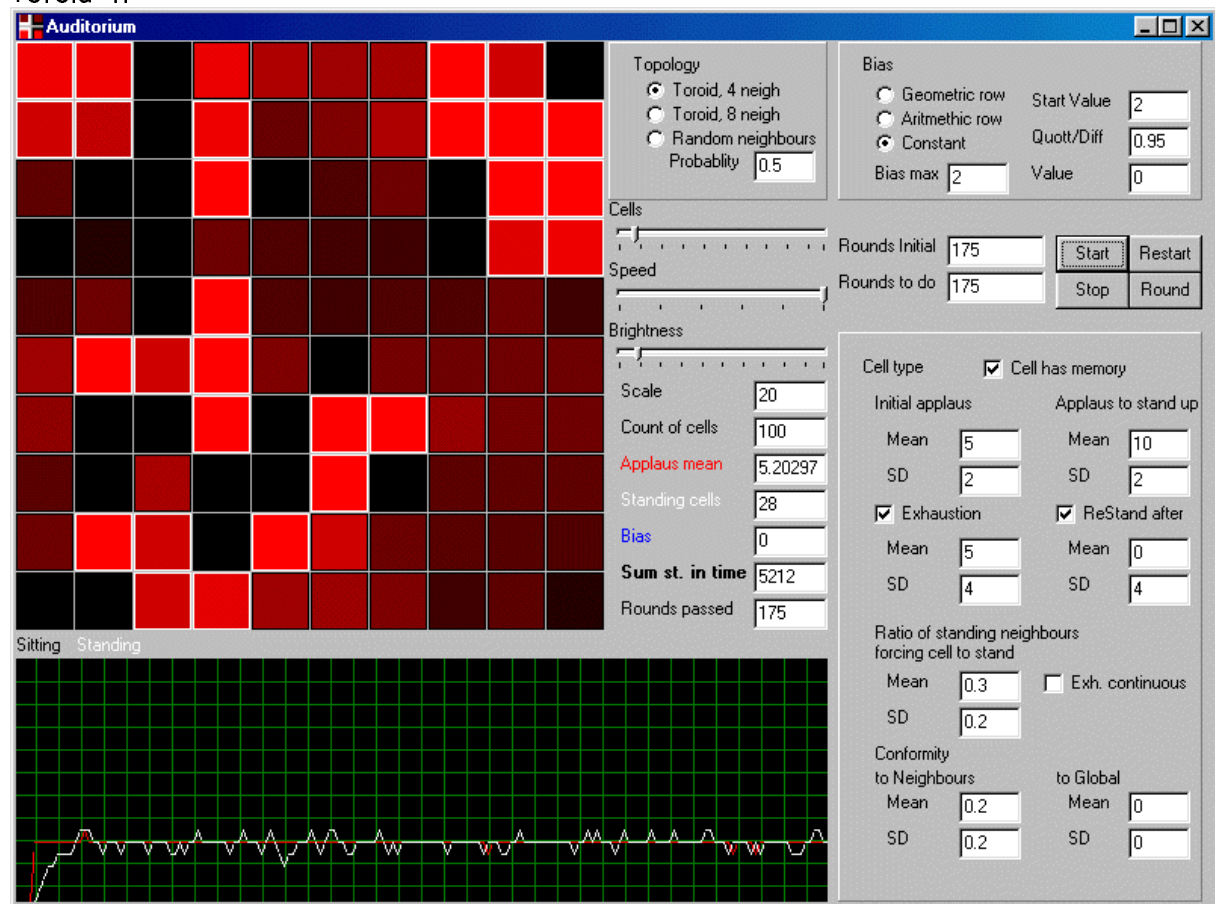 Auditorium
Topology
Toroid, 4 neigh
Toroid, 8 neigh
Random neighbours
Probablity 0.5
Bias
Geometric row
Aritmethic row
Constant
Start Value 2
Quott/Diff 0.95
Bias max 2
Value 0
Cells
Speed
Brightness
Rounds Initial 175
Rounds to do 175
Start Restart
Stop Round
Scale 20
Count of cells 100
Applaus mean 5.20297
Standing cells 28
Bias 0
Sum st. in time 5212
Rounds passed 175
Cell type Cell has memory
Initial applaus Applaus to stand up
Mean 5 Mean 10
SD 2 SD 2
Exhaustion ReStand after
Mean 5 Mean 0
SD 4 SD 4
Ratio of standing neighbours
forcing cell to stand
Mean 0.3 Exh. continuous
SD 0.2
Conformity
to Neighbours to Global
Mean 0.2 Mean 0
SD 0.2 SD 0
Sitting Standing